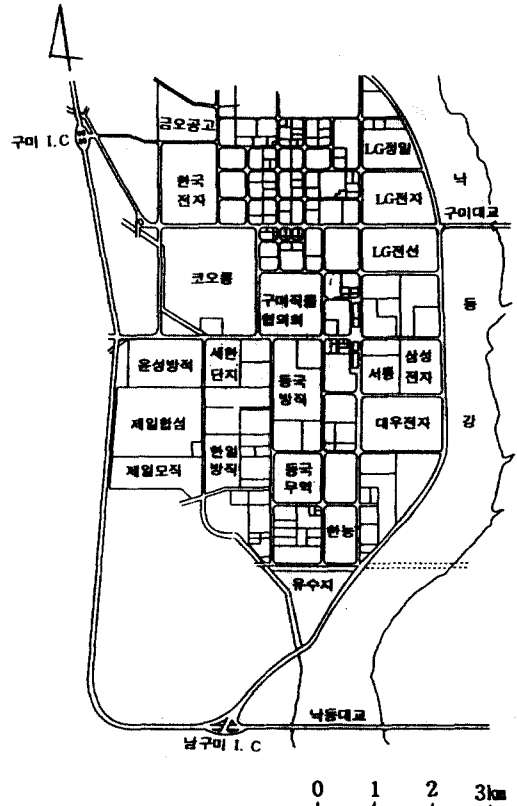 금오공고
구미 I.C
LG정밀
한국
전자
LG전자
낙
구미대교
LG전선
코오롱
구미직물
협의회
동
윤성방적
새한
단지
동국
방적
서통
삼성
전자
제일합섬
대우전자
강
제일모직
한일
방적
동국
무역
한농
유수지
낙동대교
남구미 I. C
0 1 2 3km